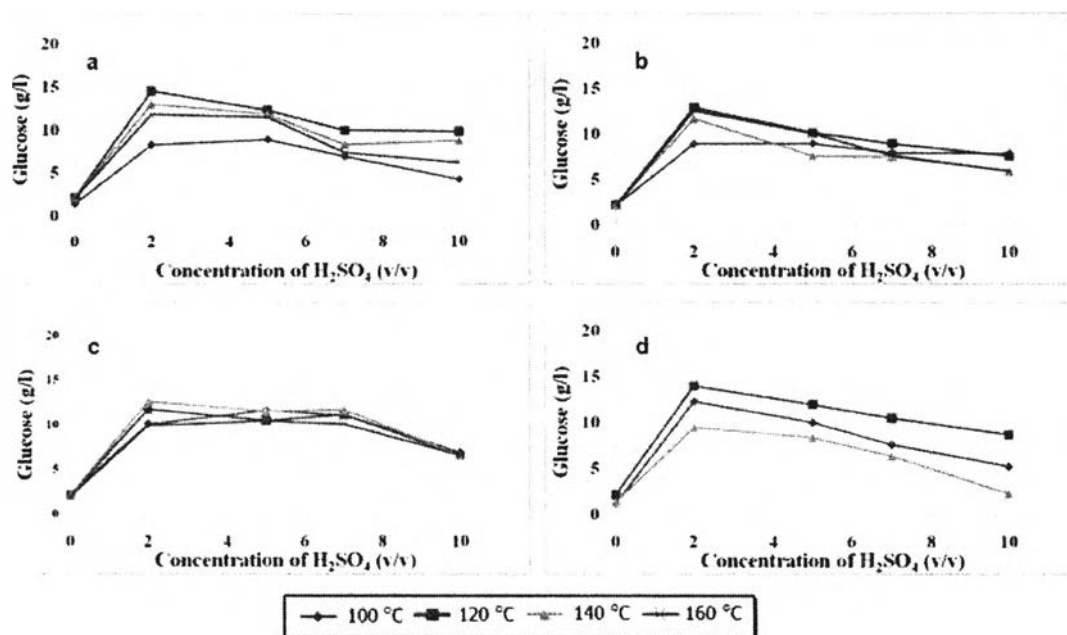 a
20
15
10
5
0
Glucose (g/l)
0 2 4 6 8 10
Concentration of H₂SO₄ (v/v)
b
20
15
10
5
0
Glucose (g/l)
0 2 4 6 8 10
Concentration of H₂SO₄ (v/v)
c
20
15
10
5
0
Glucose (g/l)
0 2 4 6 8 10
Concentration of H₂SO₄ (v/v)
d
20
15
10
5
0
Glucose (g/l)
0 2 4 6 8 10
Concentration of H₂SO₄ (v/v)
100 °C 120 °C 140 °C 160 °C